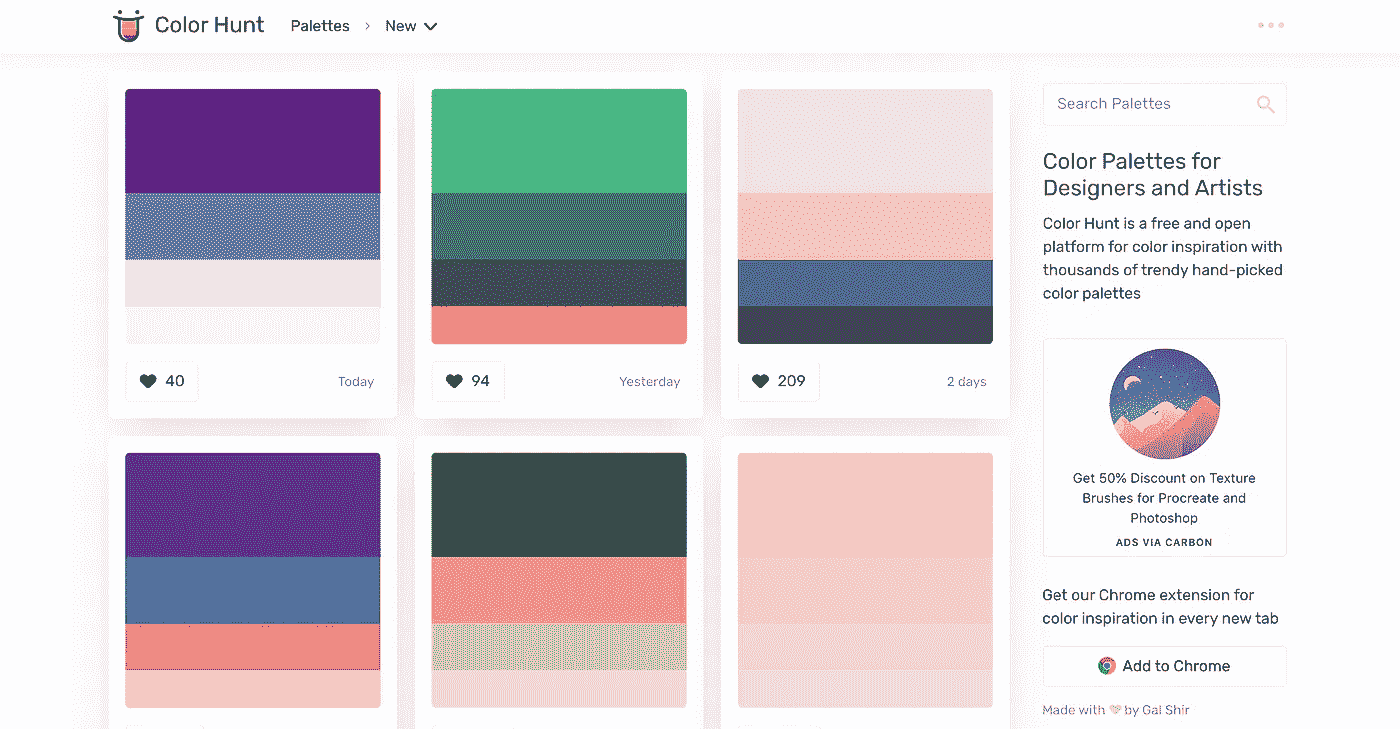 Color Hunt Palettes > New
Search Palettes
40 Today
94 Yesterday
209 2 days
Color Palettes for
Designers and Artists
Color Hunt is a free and open
platform for color inspiration with
thousands of trendy hand-picked
color palettes
Get 50% Discount on Texture
Brushes for Procreate and
Photoshop
ADS VIA CARBON
Get our Chrome extension for
color inspiration in every new tab
Add to Chrome
Made with by Gal Shir